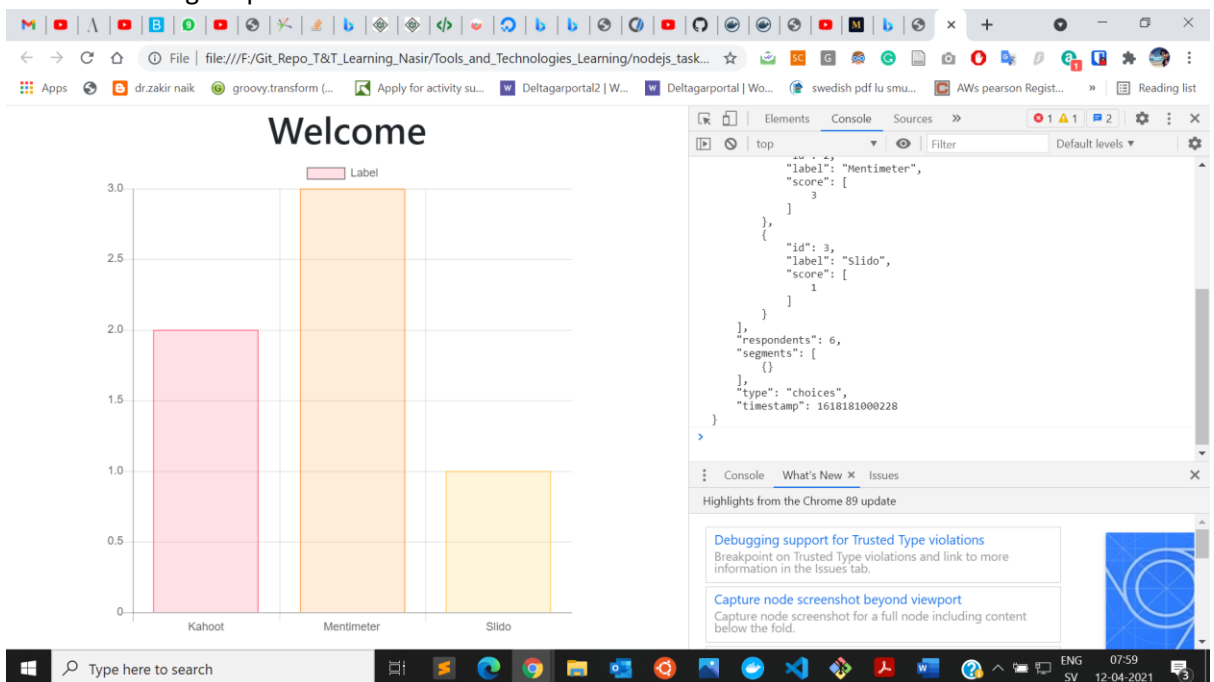 File | file:///F:/Git_Repo_T&T_Learning_Nasir/Tools_and_Technologies_Learning/nodejs_task...
Apps dr.zakir naik groovy.transform (... Apply for activity su... Deltagarportal2 | W... Deltagarportal | Wo... swedish pdf lu smu... AWs pearson Regist... » Reading list
Welcome
Label
3.0
2.5
2.0
1.5
1.0
0.5
0
Kahoot Mentimeter Slido
Elements Console Sources » 1 1 2
top Filter Default levels ▼
"label": "Mentimeter",
"score": [
3
]
},
{
"id": 3,
"label": "Slido",
"score": [
1
]
}
],
"respondents": 6,
"segments": [
{}
],
"type": "choices",
"timestamp": 1618181000228
}
>
Console What's New × Issues
Highlights from the Chrome 89 update
Debugging support for Trusted Type violations
Breakpoint on Trusted Type violations and link to more
information in the Issues tab.
Capture node screenshot beyond viewport
Capture node screenshot for a full node including content
below the fold.
Type here to search
ENG 07:59
SV 12-04-2021